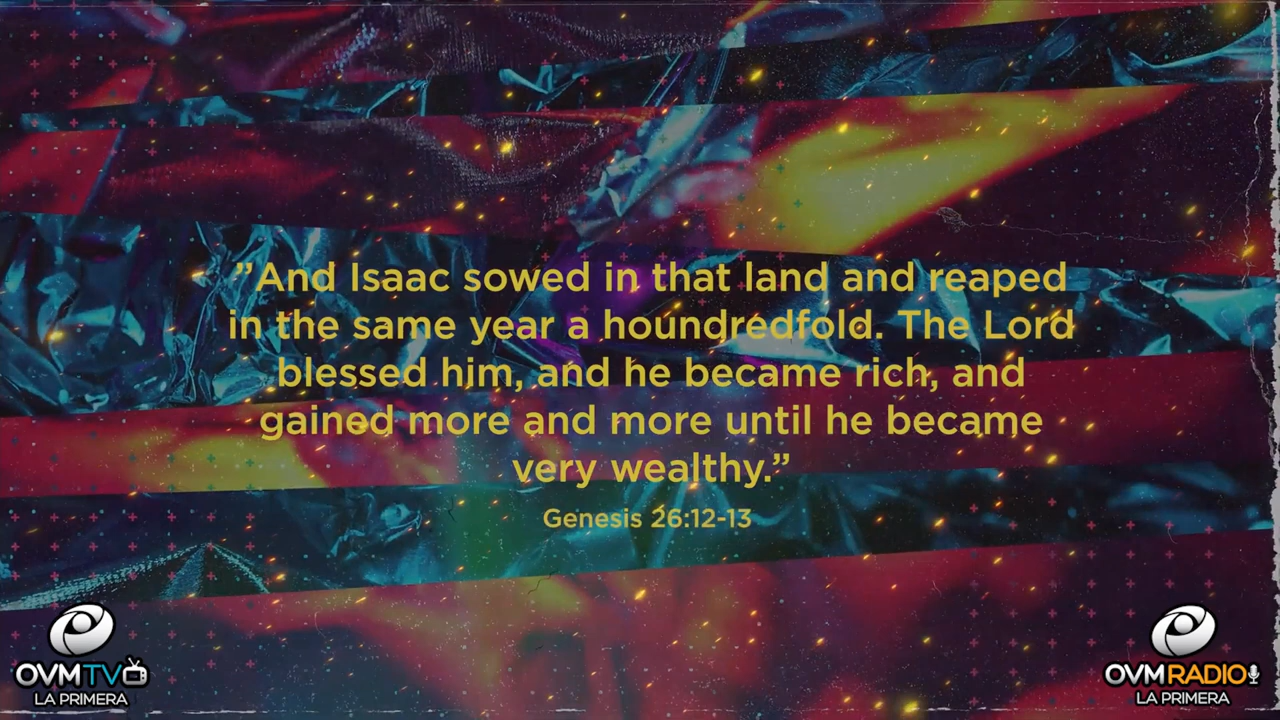 ”And Isaac sowed in that land and reaped
in the same year a houndredfold. The Lord
blessed him, and he became rich, and
gained more and more until he became
very wealthy.”
Genesis 26:12-13
OVMTV
LA PRIMERA
OVMRADIO
LA PRIMERA